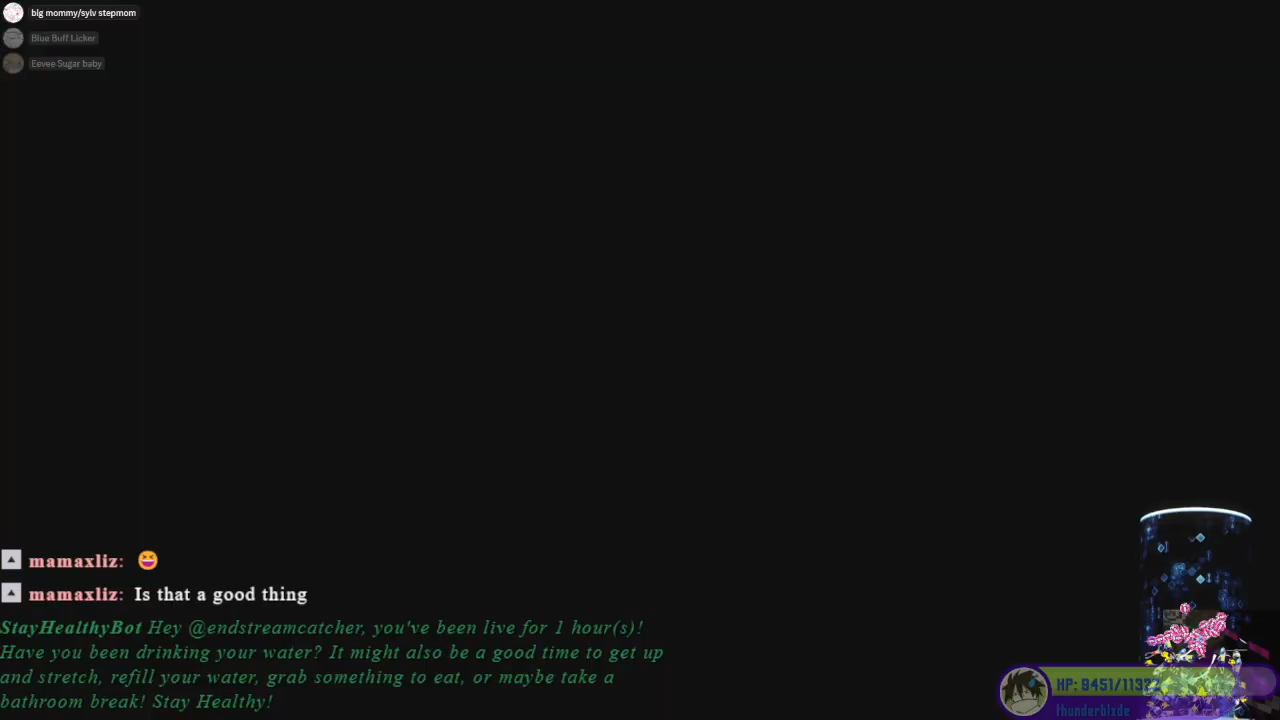 big mommy/sylv stepmom
Blue Buff Licker
Eevee Sugar baby
mamaxliz: 😆
mamaxliz: Is that a good thing
StayHealthyBot Hey @endstreamcatcher, you've been live for 1 hour(s)!
Have you been drinking your water? It might also be a good time to get up
and stretch, refill your water, grab something to eat, or maybe take a
bathroom break! Stay Healthy!
HP: 9451/11322
thunderblxde